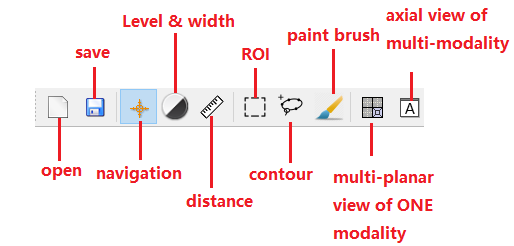 axial view of
multi-modality
Level & width
paint brush
save
ROI
A
open
navigation
distance
contour
multi-planar
view of ONE
modality